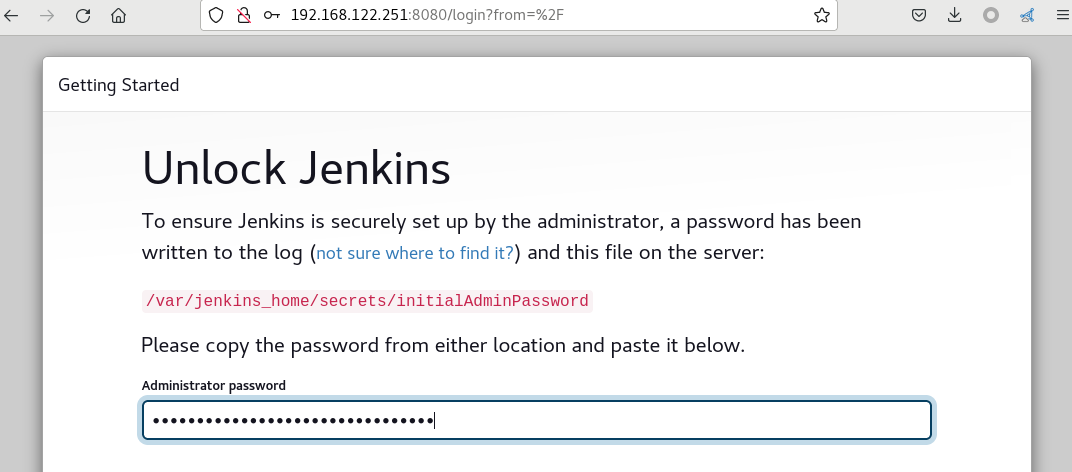 192.168.122.251:8080/login?from=%2F
Getting Started
Unlock Jenkins
To ensure Jenkins is securely set up by the administrator, a password has been
written to the log (not sure where to find it?) and this file on the server:
/var/jenkins_home/secrets/initialAdminPassword
Please copy the password from either location and paste it below.
Administrator password
••••••••••••••••••••••••••••••••